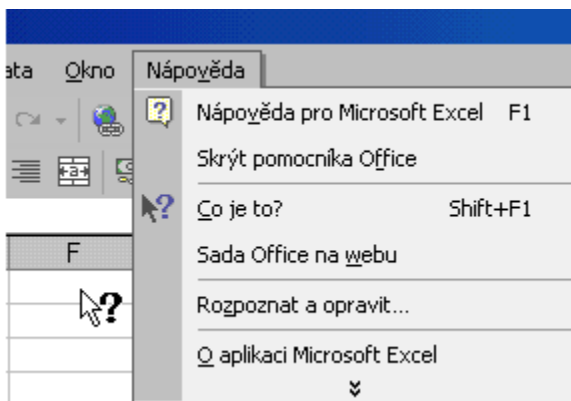 ata Okno Nápověda
Nápověda pro Microsoft Excel F1
Skrýt pomocníka Office
Co je to? Shift+F1
Sada Office na webu
F
Rozpoznat a opravit...
O aplikaci Microsoft Excel